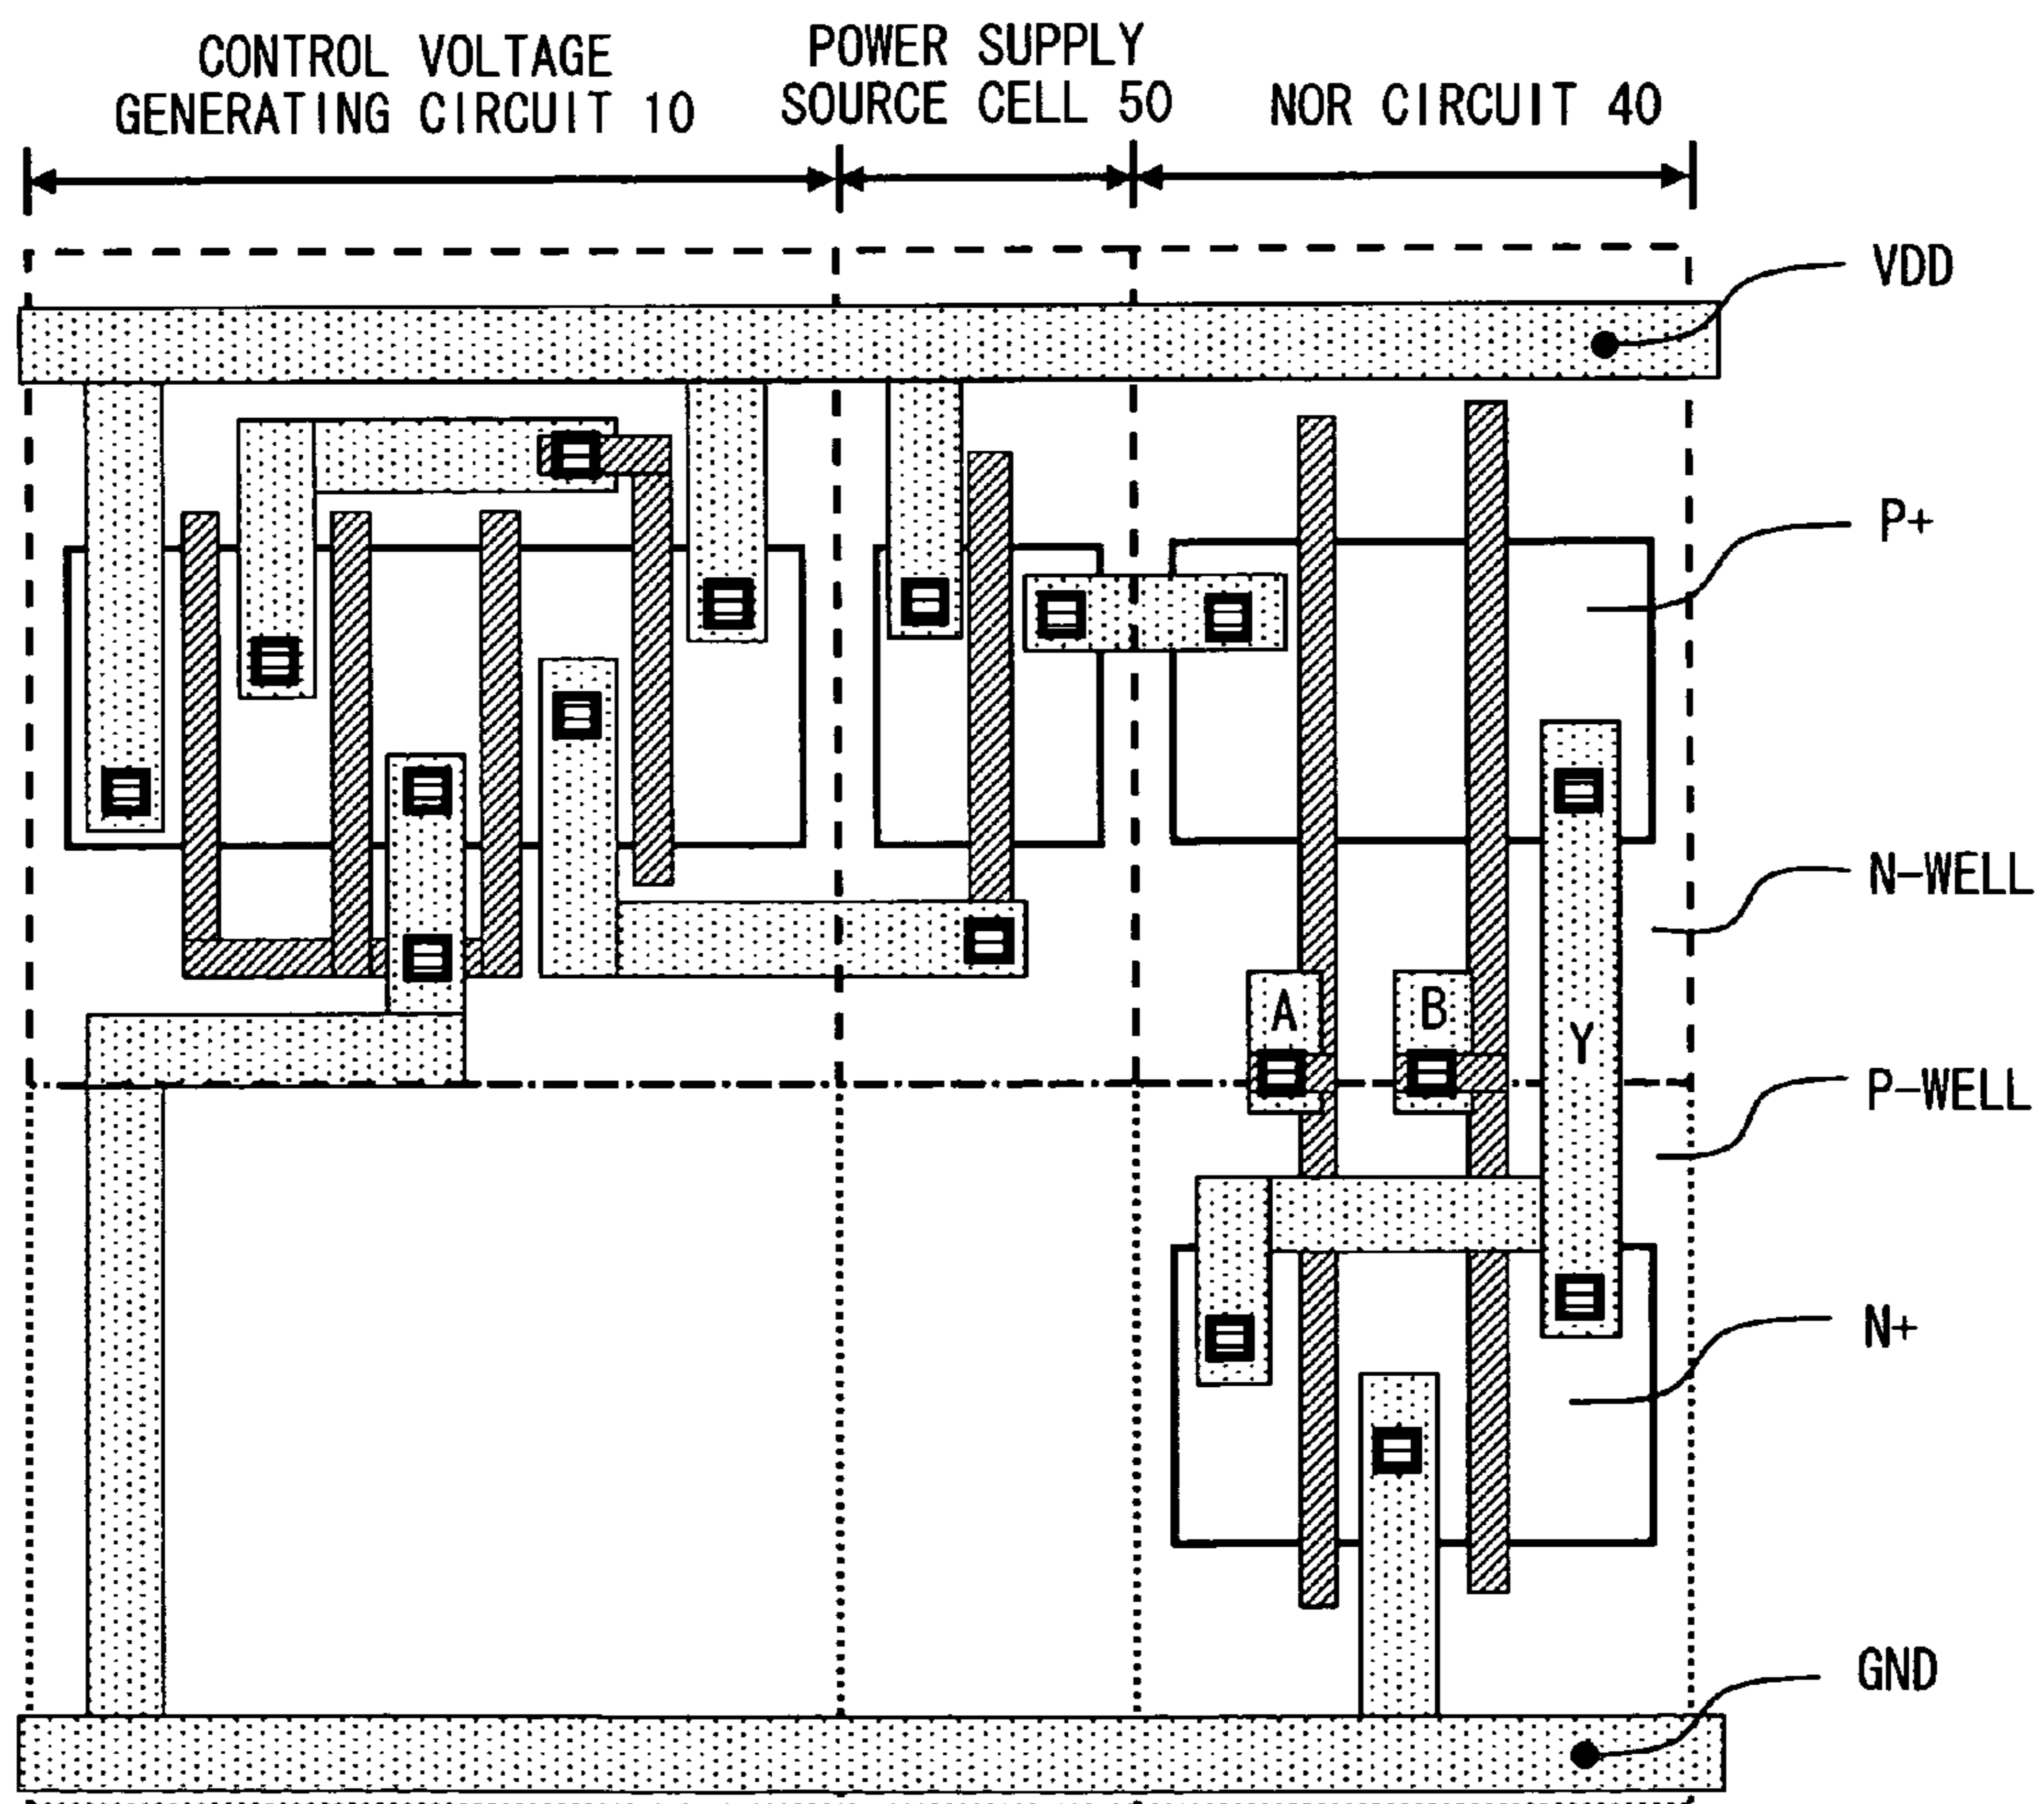 CONTROL VOLTAGE
GENERATING CIRCUIT 10
POWER SUPPLY
SOURCE CELL 50
NOR CIRCUIT 40
VDD
P+
N-WELL
A
B
Y
P-WELL
N+
GND